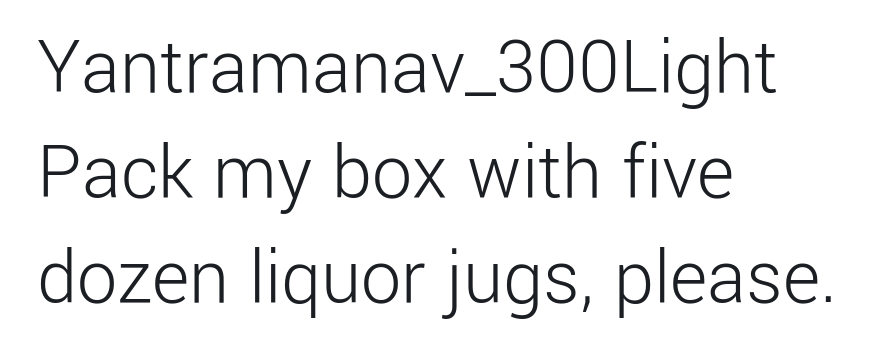 Yantramanav_300Light
Pack my box with five
dozen liquor jugs, please.